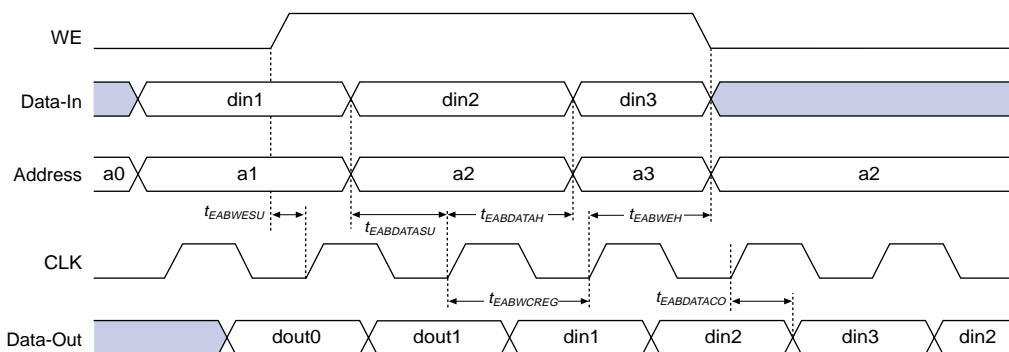 WE
Data-In din1 din2 din3
Address a0 a1 a2 a3 a2
tEABWESU tEABDATASU tEABDATAH tEABWEH
CLK
tEABWCREG tEABDATACO
Data-Out dout0 dout1 din1 din2 din3 din2